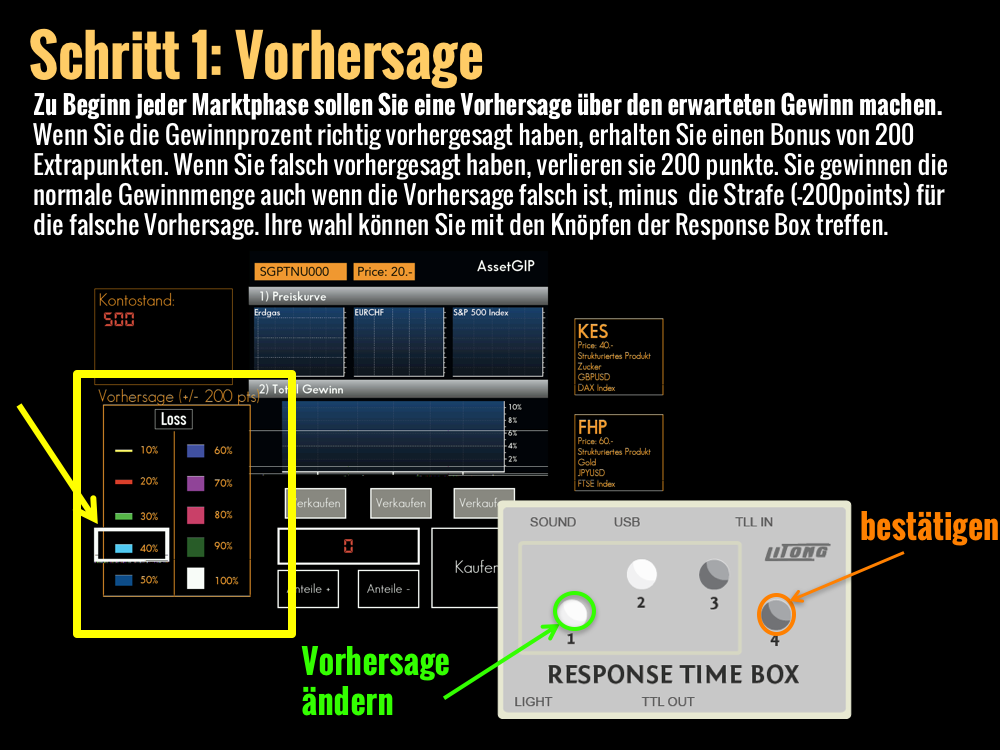 Schritt 1: Vorhersage
Zu Beginn jeder Marktphase sollen Sie eine Vorhersage über den erwarteten Gewinn machen.
Wenn Sie die Gewinnprozent richtig vorhergesagt haben, erhalten Sie einen Bonus von 200
Extrapunkten. Wenn Sie falsch vorhergesagt haben, verlieren sie 200 punkte. Sie gewinnen die
normale Gewinnmenge auch wenn die Vorhersage falsch ist, minus die Strafe (-200points) für
die falsche Vorhersage. Ihre wahl können Sie mit den Knöpfen der Response Box treffen.
SGPTNU000 Price: 20.- AssetGIP
Kontostand:
500
1) Preiskurve
Erdgas EURCHF S&P 500 Index
KES
Price: 40.-
Strukturiertes Produkt
Zucker
GBPUSD
DAX Index
2) Total Gewinn
10%
8%
6%
4%
2%
Vorhersage (+/- 200 pts)
Loss
10% 60%
20% 70%
30% 80%
40% 90%
50% 100%
FHP
Price: 60.-
Strukturiertes Produkt
Gold
JPYUSD
FTSE Index
Verkaufen Verkaufen Verkaufen
0
Kaufen
Anteile + Anteile -
SOUND USB TLL IN
LITONG
bestätigen
2 3
1 4
RESPONSE TIME BOX
LIGHT TTL OUT
Vorhersage
ändern